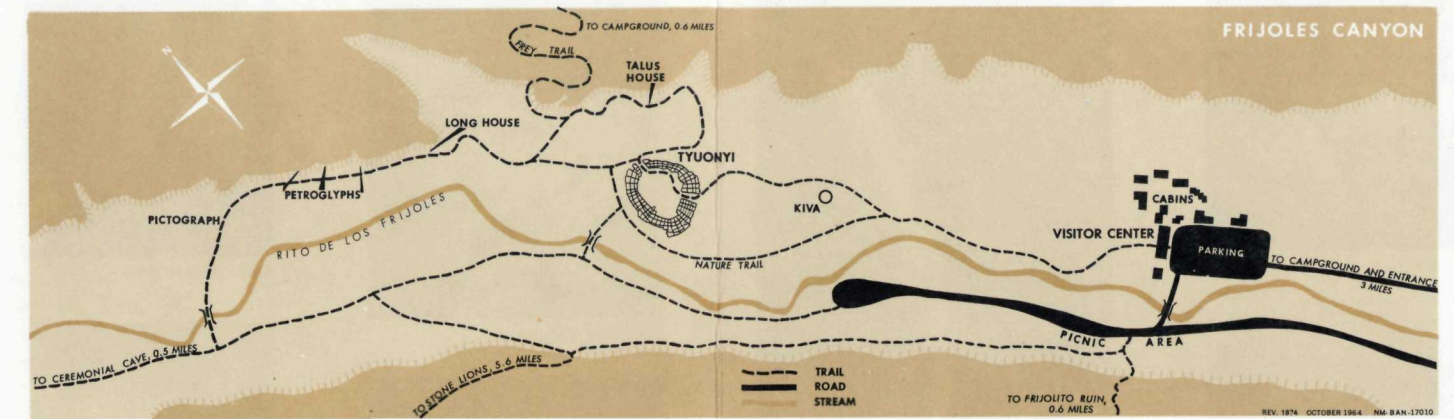 FRIJOLES CANYON
N
TO CAMPGROUND, 0.6 MILES
FREY TRAIL
TALUS
HOUSE
LONG HOUSE
TYUONYI
PETROGLYPHS
PICTOGRAPH
KIVA
CABINS
RITO DE LOS FRIJOLES
VISITOR CENTER
PARKING
NATURE TRAIL
TO CAMPGROUND AND ENTRANCE
3 MILES
PICNIC AREA
TO CEREMONIAL CAVE, 0.5 MILES
TO STONE LIONS, 5.6 MILES
TRAIL
ROAD
STREAM
TO FRIJOLITO RUIN,
0.6 MILES
REV. 1974 OCTOBER 1964 NM-BAN-17010